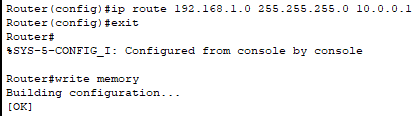 Router(config)#ip route 192.168.1.0 255.255.255.0 10.0.0.1
Router(config)#exit
Router#
%SYS-5-CONFIG_I: Configured from console by console
Router#write memory
Building configuration...
[OK]